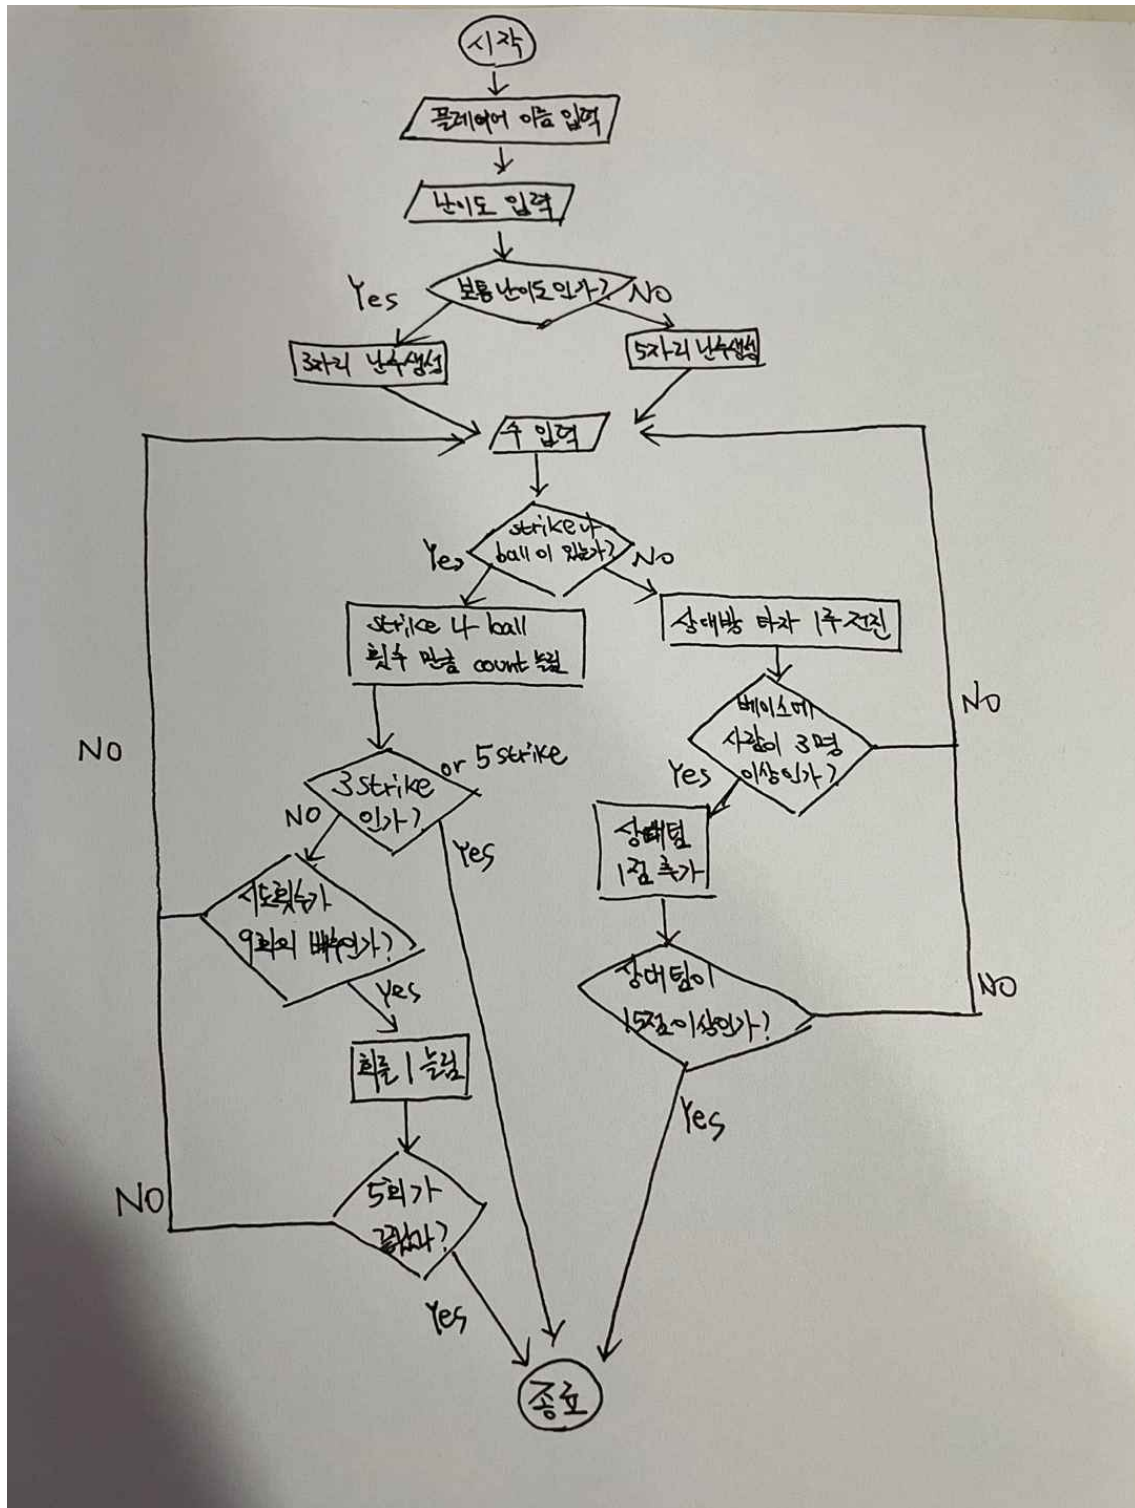 시작
플레이어 이름 입력
난이도 입력
보통 난이도인가?
Yes
NO
3자리 난수생성
5자리 난수생성
수 입력
strike나
ball이 있는가?
Yes
NO
strike 나 ball
횟수 만큼 count 늘림
상대방 타자 1루 전진
베이스에
사람이 3명
이상인가?
NO
Yes
NO
3 strike or 5 strike
인가?
NO
Yes
상대팀
1점 추가
시도횟수가
9회의 배수인가?
Yes
상대팀이
15점이상인가?
NO
Yes
회를 1 늘림
5회가
끝났나?
NO
Yes
종료